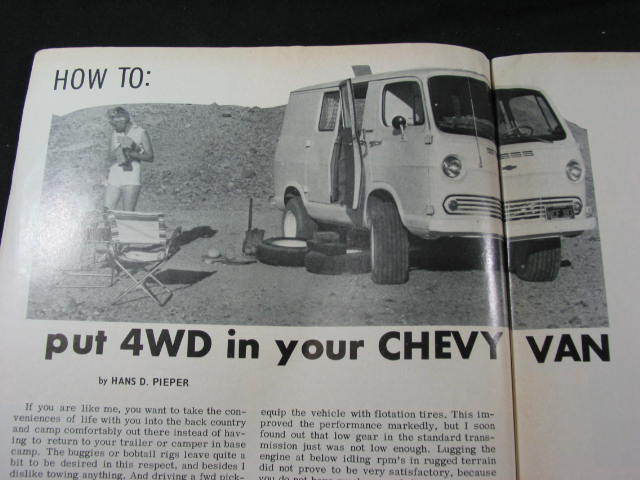 HOW TO:
put 4WD in your CHEVY VAN
by HANS D. PIEPER
If you are like me, you want to take the con-
veniences of life with you into the back country
and camp comfortably out there instead of hav-
ing to return to your trailer or camper in base
camp. The buggies or bobtail rigs leave quite a
bit to be desired in this respect, and besides I
dislike towing anything. And driving a fwd pick-
equip the vehicle with flotation tires. This im-
proved the performance markedly, but I soon
found out that low gear in the standard trans-
mission just was not low enough. Lugging the
engine at below idling rpm's in rugged terrain
did not prove to be very satisfactory, because
you do not have